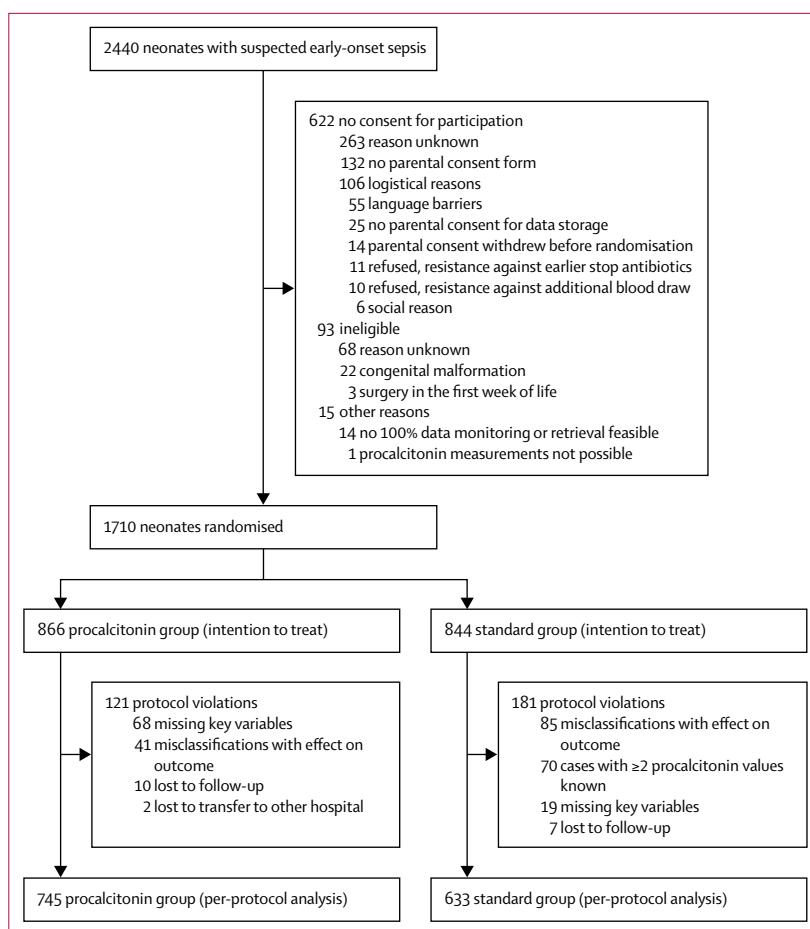 2440 neonates with suspected early-onset sepsis
622 no consent for participation
263 reason unknown
132 no parental consent form
106 logistical reasons
55 language barriers
25 no parental consent for data storage
14 parental consent withdrew before randomisation
11 refused, resistance against earlier stop antibiotics
10 refused, resistance against additional blood draw
6 social reason
93 ineligible
68 reason unknown
22 congenital malformation
3 surgery in the first week of life
15 other reasons
14 no 100% data monitoring or retrieval feasible
1 procalcitonin measurements not possible
1710 neonates randomised
866 procalcitonin group (intention to treat)
844 standard group (intention to treat)
121 protocol violations
68 missing key variables
41 misclassifications with effect on
outcome
10 lost to follow-up
2 lost to transfer to other hospital
181 protocol violations
85 misclassifications with effect on
outcome
70 cases with ≥2 procalcitonin values
known
19 missing key variables
7 lost to follow-up
745 procalcitonin group (per-protocol analysis)
633 standard group (per-protocol analysis)